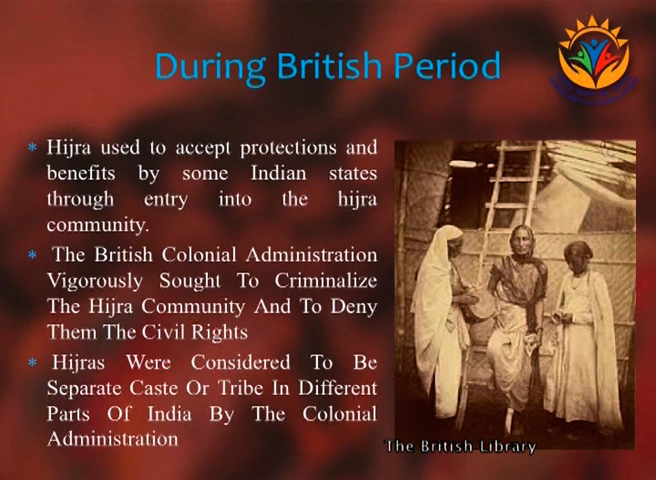 During British Period
* Hijra used to accept protections and
benefits by some Indian states
through entry into the hijra
community.
* The British Colonial Administration
Vigorously Sought To Criminalize
The Hijra Community And To Deny
Them The Civil Rights
* Hijras Were Considered To Be
Separate Caste Or Tribe In Different
Parts Of India By The Colonial
Administration
The British Library